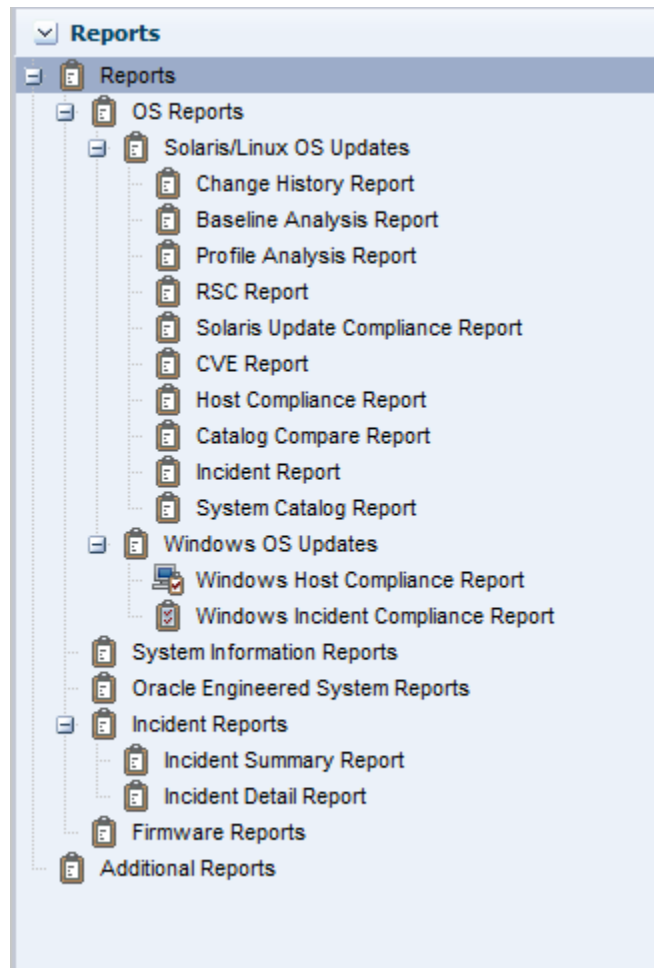 Reports
Reports
OS Reports
Solaris/Linux OS Updates
Change History Report
Baseline Analysis Report
Profile Analysis Report
RSC Report
Solaris Update Compliance Report
CVE Report
Host Compliance Report
Catalog Compare Report
Incident Report
System Catalog Report
Windows OS Updates
Windows Host Compliance Report
Windows Incident Compliance Report
System Information Reports
Oracle Engineered System Reports
Incident Reports
Incident Summary Report
Incident Detail Report
Firmware Reports
Additional Reports